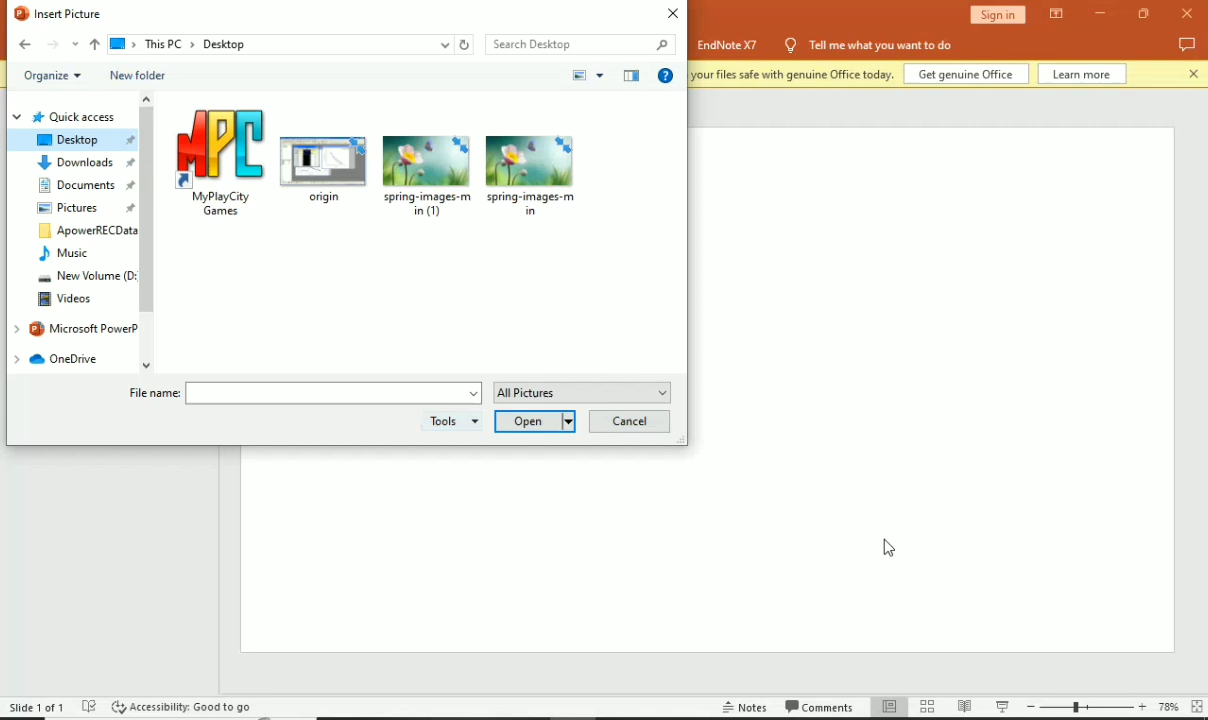 Insert Picture
Sign in
This PC > Desktop
Search Desktop
EndNote X7
Tell me what you want to do
Organize
New folder
your files safe with genuine Office today.
Get genuine Office
Learn more
Quick access
Desktop
Downloads
Documents
Pictures
ApowerRECData
Music
New Volume (D:
Videos
Microsoft PowerP
OneDrive
MPC
MyPlayCity
Games
origin
spring-images-m
in (1)
spring-images-m
in
File name:
All Pictures
Tools
Open
Cancel
Slide 1 of 1
Accessibility: Good to go
Notes
Comments
78%